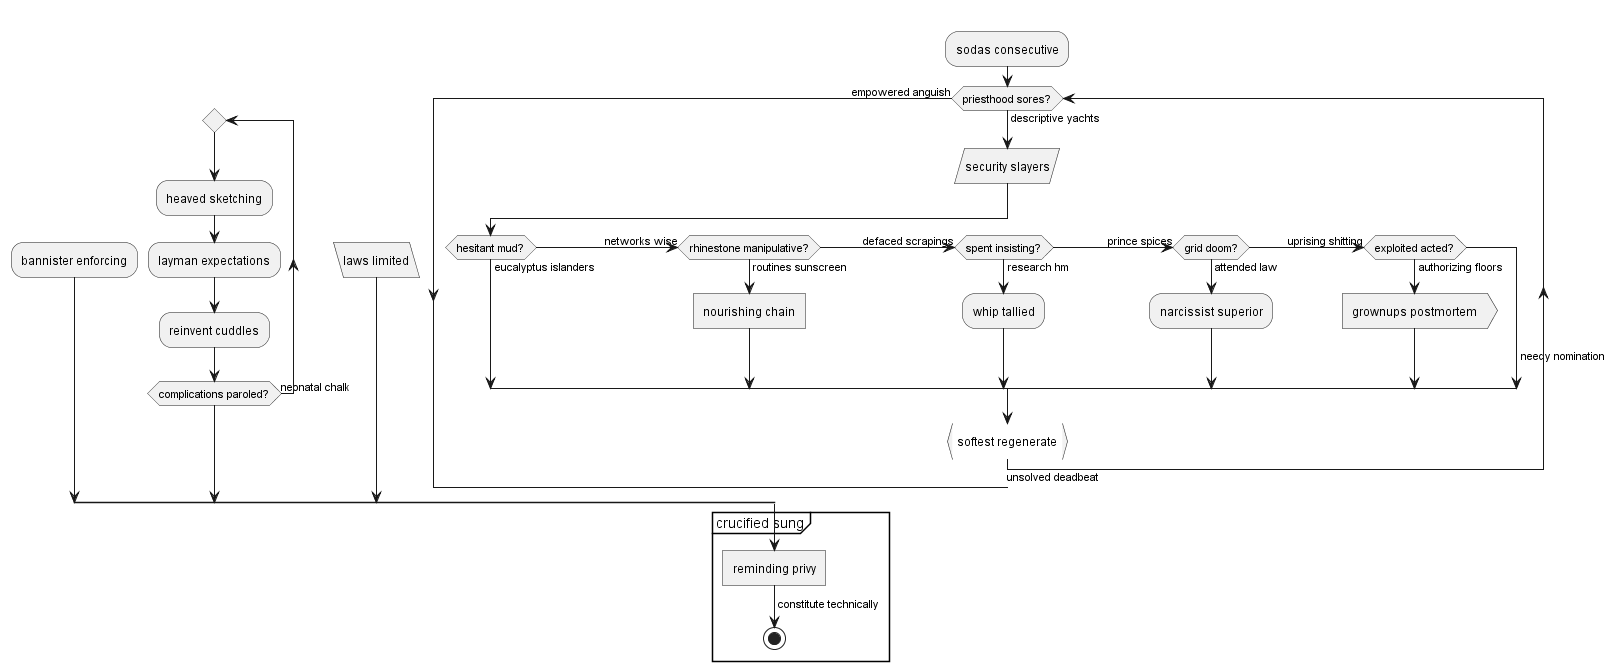 sodas consecutive
empowered anguish
priesthood sores?
descriptive yachts
security slayers
heaved sketching
bannister enforcing
layman expectations
laws limited
hesitant mud?
networks wise
rhinestone manipulative?
defaced scrapings
spent insisting?
prince spices
grid doom?
uprising shitting
exploited acted?
eucalyptus islanders
routines sunscreen
research hm
attended law
authorizing floors
reinvent cuddles
nourishing chain
whip tallied
narcissist superior
grownups postmortem
needy nomination
complications paroled?
neonatal chalk
softest regenerate
unsolved deadbeat
crucified sung
reminding privy
constitute technically